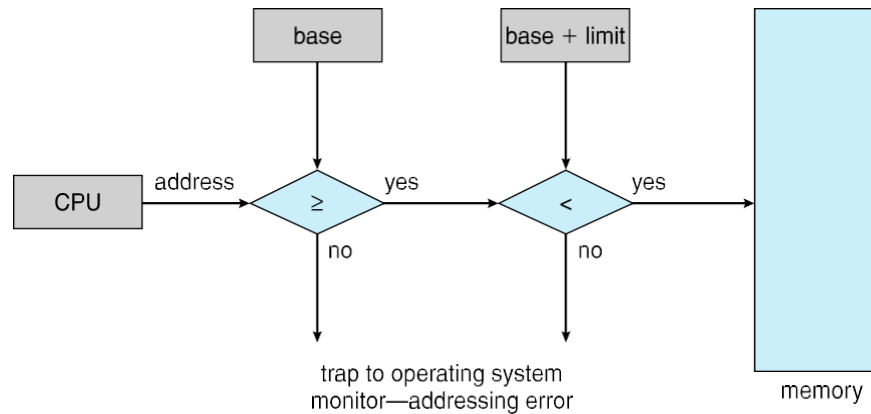 base
base + limit
CPU
address
≥
yes
<
yes
no
no
trap to operating system
monitor—addressing error
memory